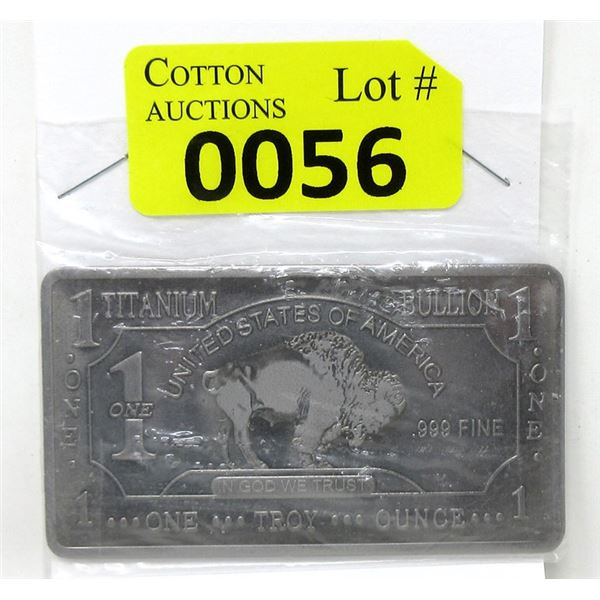 COTTON
AUCTIONS
Lot #
0056
1 TITANIUM BULLION 1
UNITED STATES OF AMERICA
·ONE·
1
ONE
.999 FINE
·ONE·
IN GOD WE TRUST
1 ••• ONE ••• TROY ••• OUNCE ••• 1